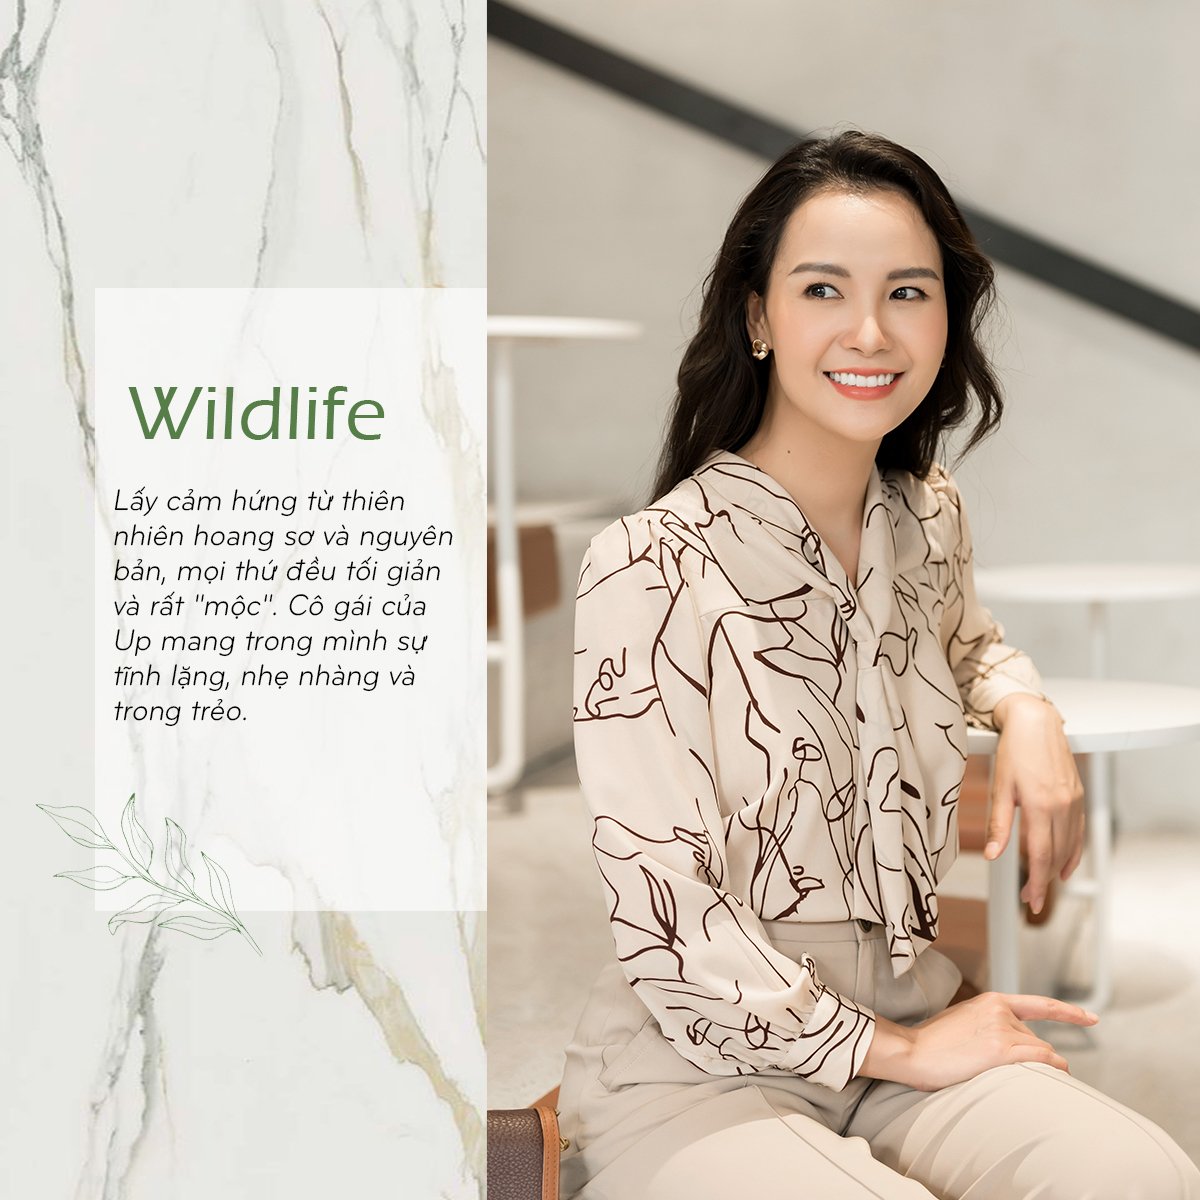 Wildlife
Lấy cảm hứng từ thiên
nhiên hoang sơ và nguyên
bản, mọi thứ đều tối giản
và rất "mộc". Cô gái của
Up mang trong mình sự
tĩnh lặng, nhẹ nhàng và
trong trẻo.